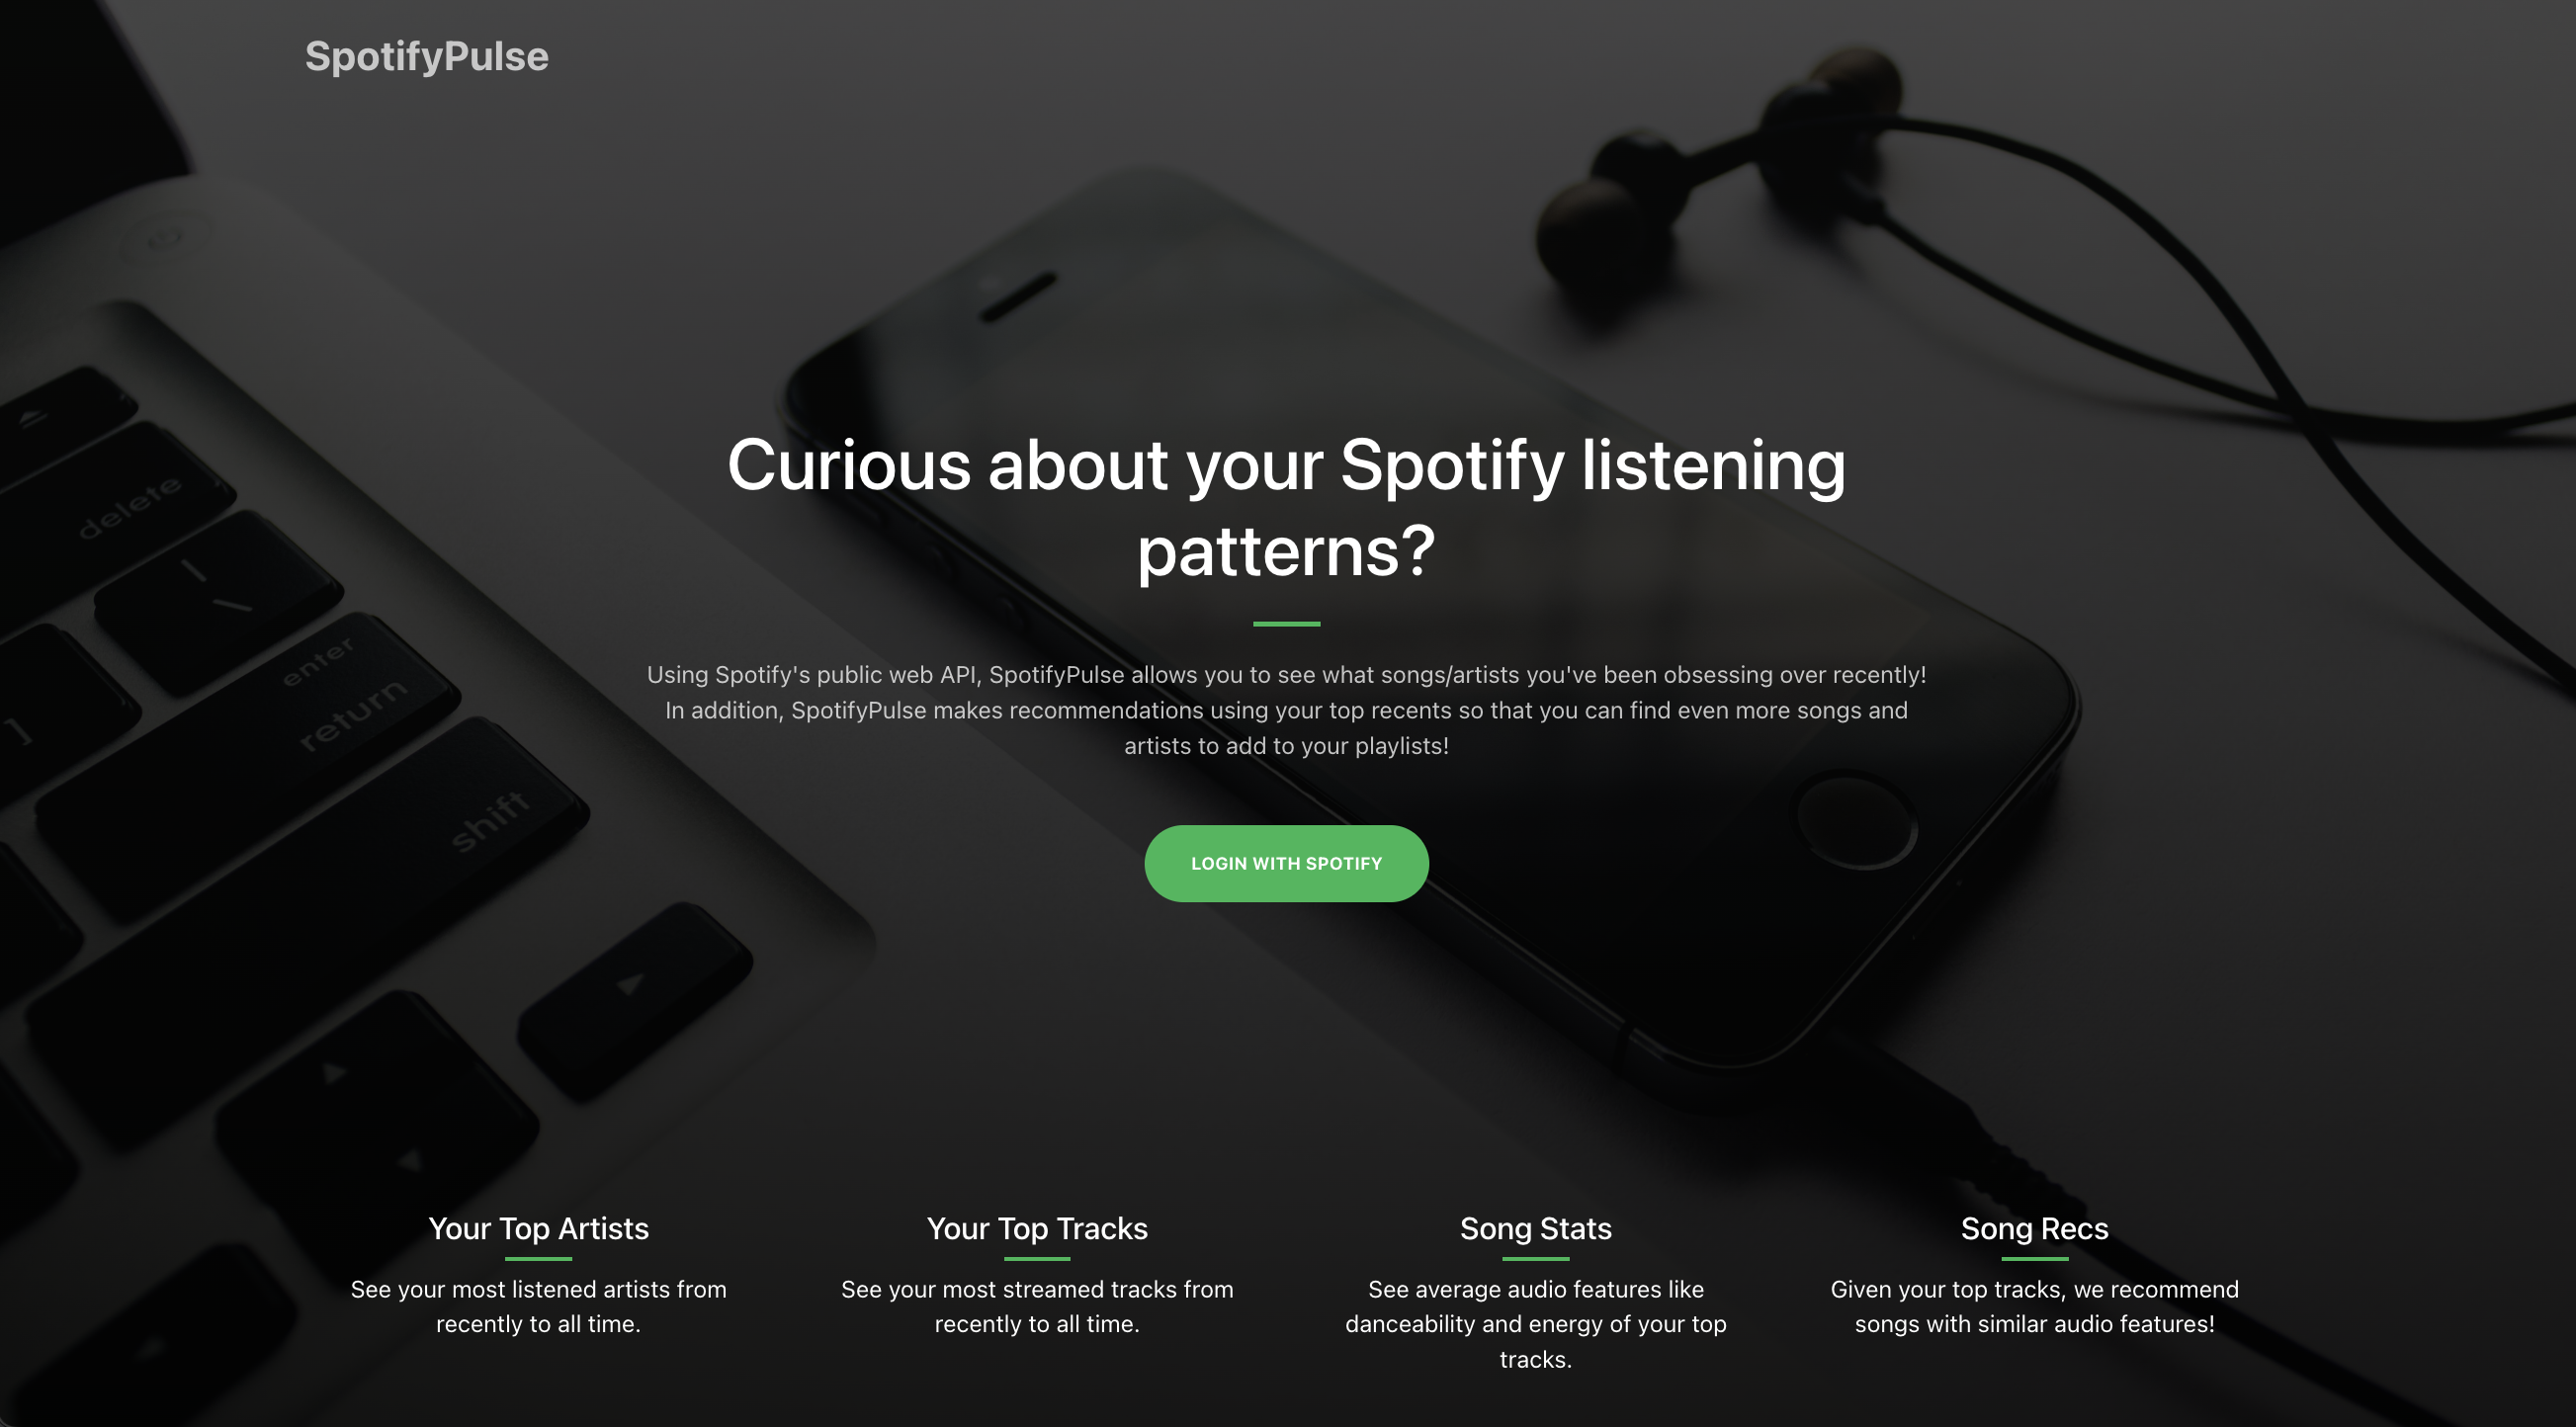 SpotifyPulse
delete
enter
return
]
shift
Curious about your Spotify listening
patterns?
Using Spotify's public web API, SpotifyPulse allows you to see what songs/artists you've been obsessing over recently!
In addition, SpotifyPulse makes recommendations using your top recents so that you can find even more songs and
artists to add to your playlists!
LOGIN WITH SPOTIFY
Your Top Artists
See your most listened artists from
recently to all time.
Your Top Tracks
See your most streamed tracks from
recently to all time.
Song Stats
See average audio features like
danceability and energy of your top
tracks.
Song Recs
Given your top tracks, we recommend
songs with similar audio features!